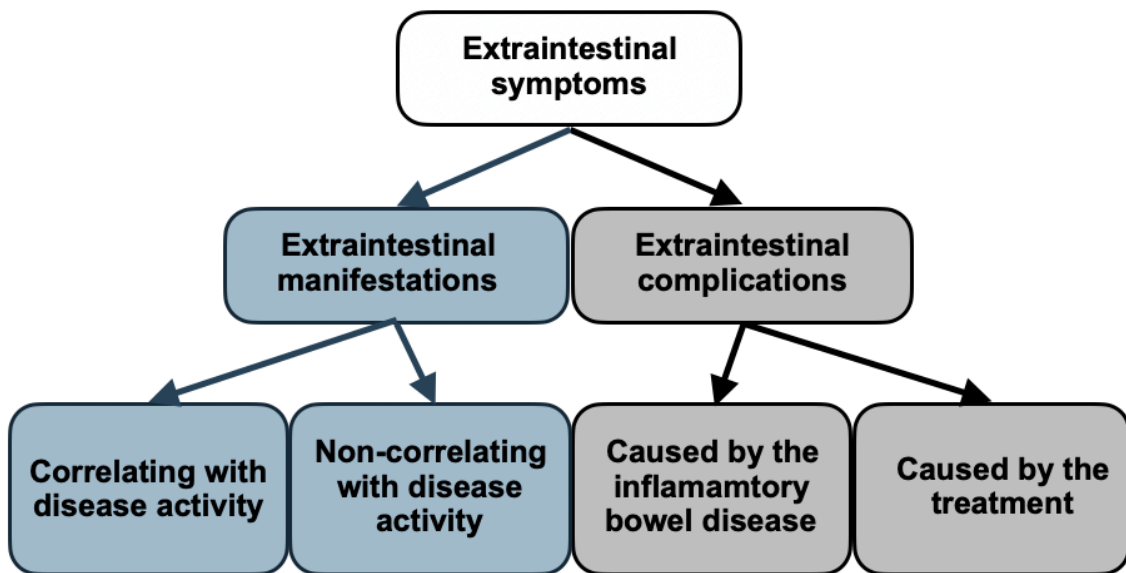 Extraintestinal
symptoms
Extraintestinal
manifestations
Extraintestinal
complications
Correlating with
disease activity
Non-correlating
with disease
activity
Caused by the
inflamamtory
bowel disease
Caused by the
treatment